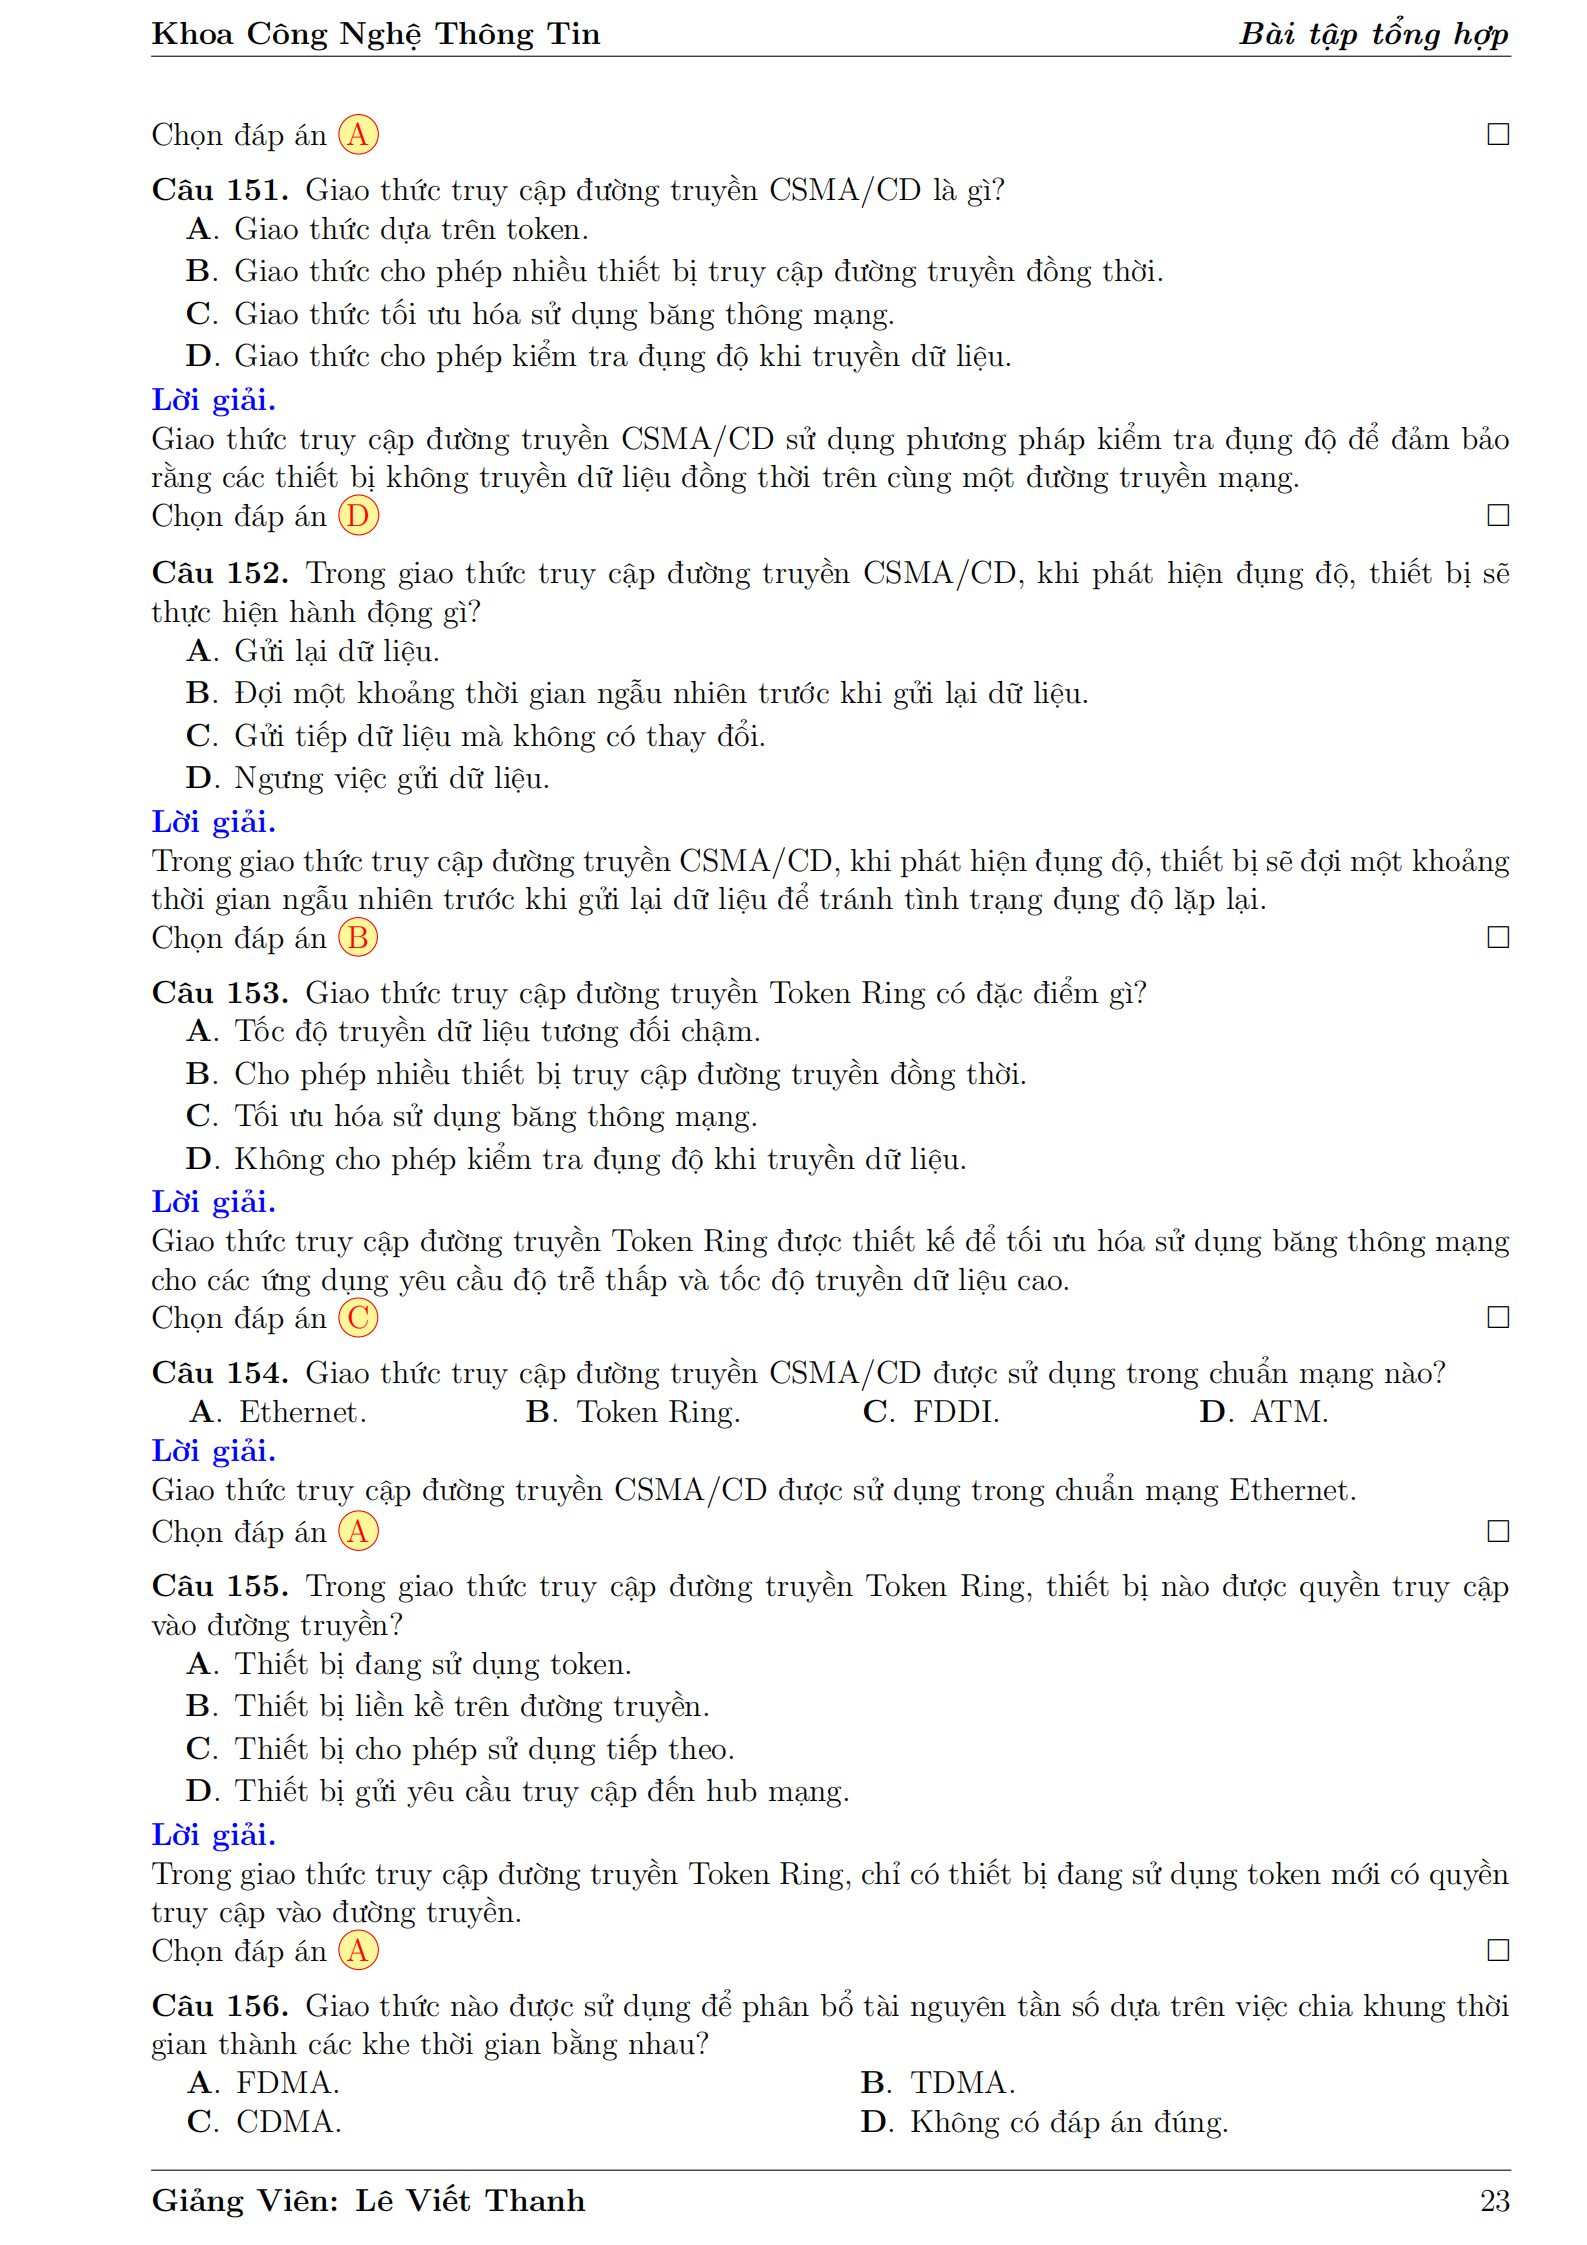 Khoa Công Nghệ Thông Tin
Bài tập tổng hợp
Chọn đáp án A
Câu 151. Giao thức truy cập đường truyền CSMA/CD là gì?
A. Giao thức dựa trên token.
B. Giao thức cho phép nhiều thiết bị truy cập đường truyền đồng thời.
C. Giao thức tối ưu hóa sử dụng băng thông mạng.
D. Giao thức cho phép kiểm tra đụng độ khi truyền dữ liệu.
Lời giải.
Giao thức truy cập đường truyền CSMA/CD sử dụng phương pháp kiểm tra đụng độ để đảm bảo
rằng các thiết bị không truyền dữ liệu đồng thời trên cùng một đường truyền mạng.
Chọn đáp án D
Câu 152. Trong giao thức truy cập đường truyền CSMA/CD, khi phát hiện đụng độ, thiết bị sẽ
thực hiện hành động gì?
A. Gửi lại dữ liệu.
B. Đợi một khoảng thời gian ngẫu nhiên trước khi gửi lại dữ liệu.
C. Gửi tiếp dữ liệu mà không có thay đổi.
D. Ngưng việc gửi dữ liệu.
Lời giải.
Trong giao thức truy cập đường truyền CSMA/CD, khi phát hiện đụng độ, thiết bị sẽ đợi một khoảng
thời gian ngẫu nhiên trước khi gửi lại dữ liệu để tránh tình trạng đụng độ lặp lại.
Chọn đáp án B
Câu 153. Giao thức truy cập đường truyền Token Ring có đặc điểm gì?
A. Tốc độ truyền dữ liệu tương đối chậm.
B. Cho phép nhiều thiết bị truy cập đường truyền đồng thời.
C. Tối ưu hóa sử dụng băng thông mạng.
D. Không cho phép kiểm tra đụng độ khi truyền dữ liệu.
Lời giải.
Giao thức truy cập đường truyền Token Ring được thiết kế để tối ưu hóa sử dụng băng thông mạng
cho các ứng dụng yêu cầu độ trễ thấp và tốc độ truyền dữ liệu cao.
Chọn đáp án C
Câu 154. Giao thức truy cập đường truyền CSMA/CD được sử dụng trong chuẩn mạng nào?
A. Ethernet. B. Token Ring. C. FDDI. D. ATM.
Lời giải.
Giao thức truy cập đường truyền CSMA/CD được sử dụng trong chuẩn mạng Ethernet.
Chọn đáp án A
Câu 155. Trong giao thức truy cập đường truyền Token Ring, thiết bị nào được quyền truy cập
vào đường truyền?
A. Thiết bị đang sử dụng token.
B. Thiết bị liền kề trên đường truyền.
C. Thiết bị cho phép sử dụng tiếp theo.
D. Thiết bị gửi yêu cầu truy cập đến hub mạng.
Lời giải.
Trong giao thức truy cập đường truyền Token Ring, chỉ có thiết bị đang sử dụng token mới có quyền
truy cập vào đường truyền.
Chọn đáp án A
Câu 156. Giao thức nào được sử dụng để phân bổ tài nguyên tần số dựa trên việc chia khung thời
gian thành các khe thời gian bằng nhau?
A. FDMA. B. TDMA.
C. CDMA. D. Không có đáp án đúng.
Giảng Viên: Lê Viết Thanh
23